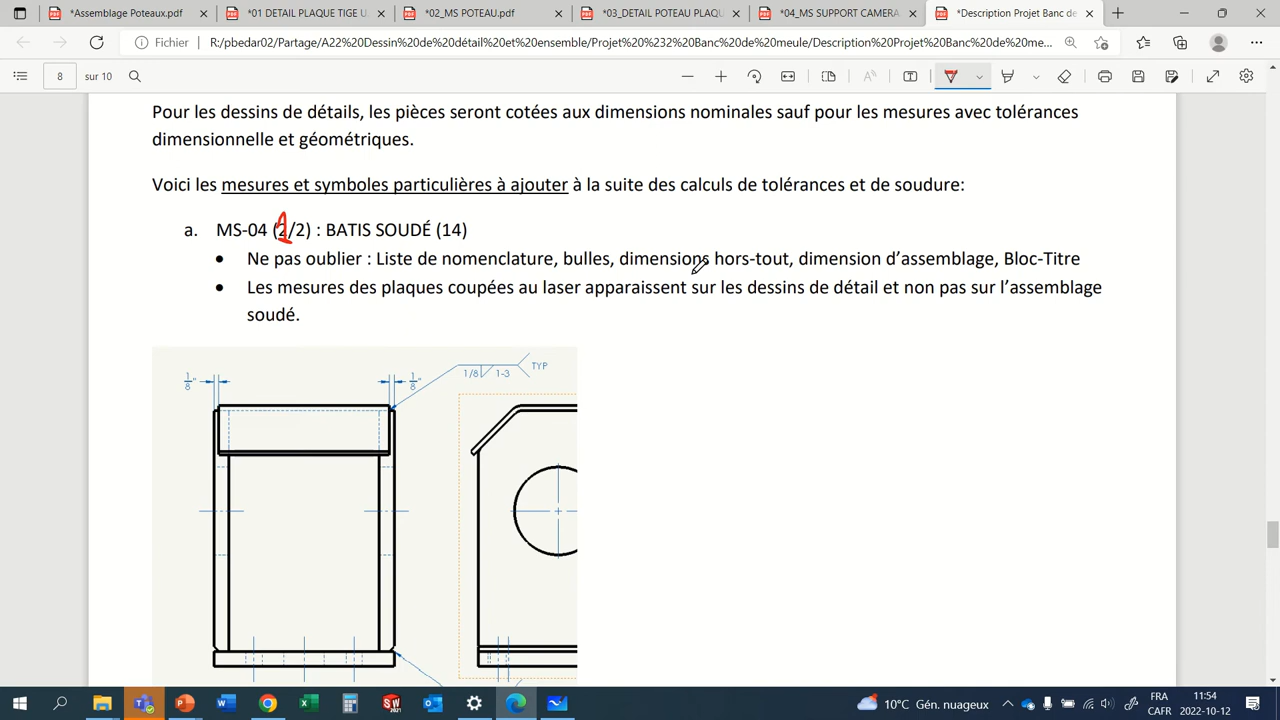 *Assemblage Poteaux.pdf
*01 DETAIL PLAQUE TIGE U
*02_MS POTEAU.pdf
*03_DETAIL POTEAU PLAQU
*04_MS SUPPORT CAMERA
*Description Projet Banc de
Fichier
R:/pbedar02/Partage/A22%20Dessin%20de%20détail%20et%20ensemble/Projet%20%232%20Banc%20de%20meule/Description%20Projet%20Banc%20de%20me...
8
sur 10
Pour les dessins de détails, les pièces seront cotées aux dimensions nominales sauf pour les mesures avec tolérances
dimensionnelle et géométriques.
Voici les mesures et symboles particulières à ajouter à la suite des calculs de tolérances et de soudure:
a. MS-04 (2/2) : BATIS SOUDÉ (14)
1
• Ne pas oublier : Liste de nomenclature, bulles, dimensions hors-tout, dimension d'assemblage, Bloc-Titre
• Les mesures des plaques coupées au laser apparaissent sur les dessins de détail et non pas sur l'assemblage
soudé.
1/8"
1/8"
1/8
1-3
TYP
10°C Gén. nuageux
FRA
CAFR
11:54
2022-10-12